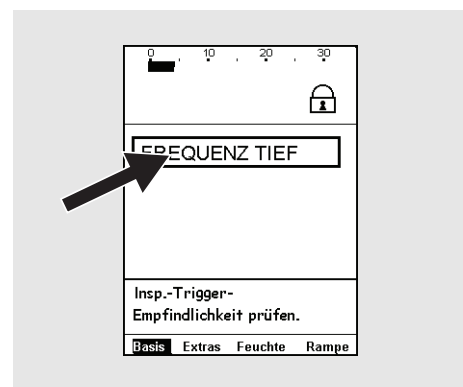 0 10 20 30
FREQUENZ TIEF
Insp.-Trigger-
Empfindlichkeit prüfen.
Basis Extras Feuchte Rampe